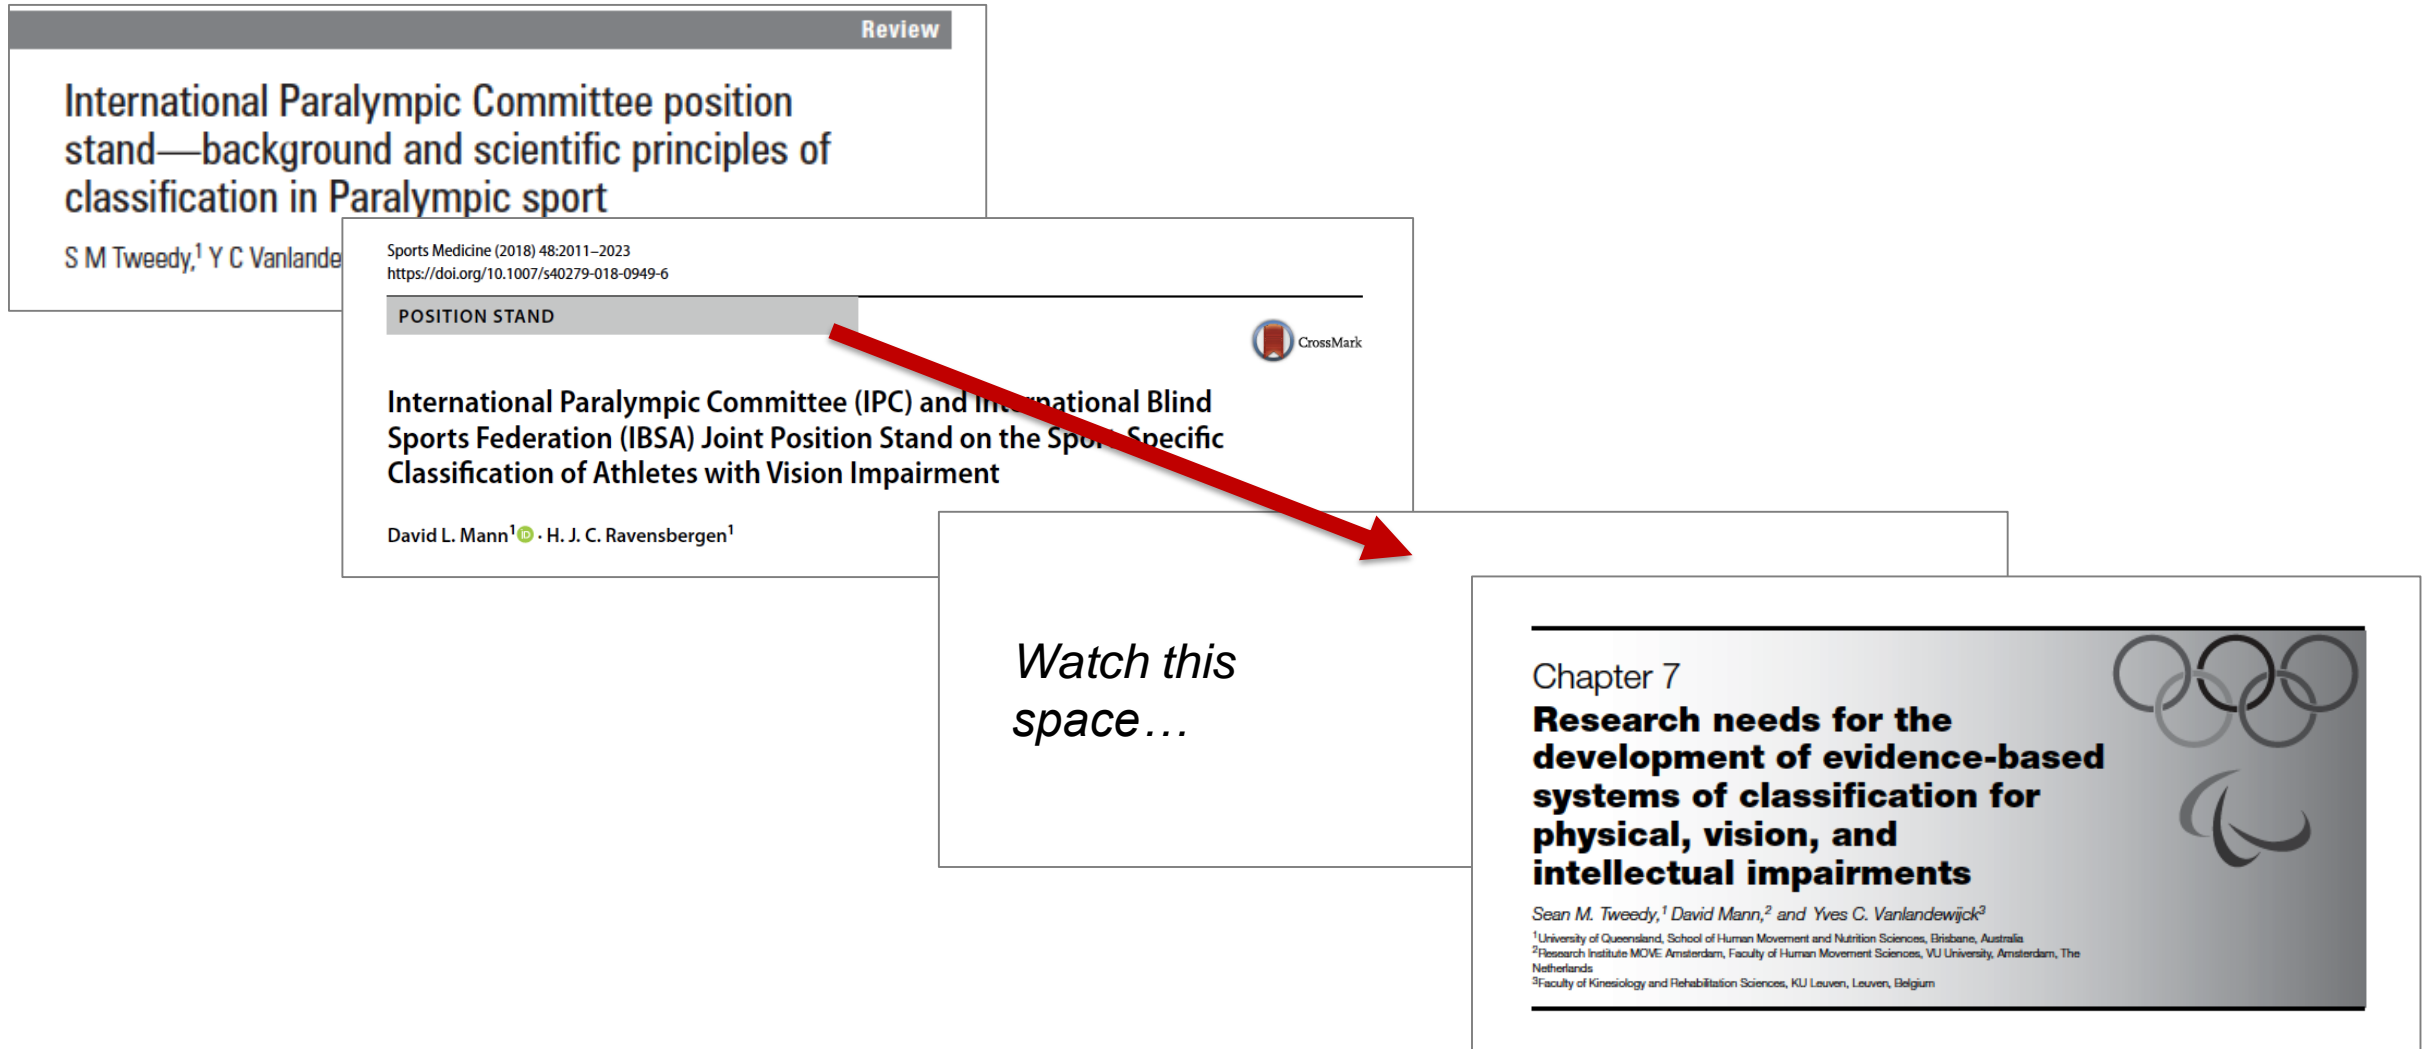 Review
International Paralympic Committee position
stand—background and scientific principles of
classification in Paralympic sport
S M Tweedy,¹ Y C Vanlande
Sports Medicine (2018) 48:2011–2023
https://doi.org/10.1007/s40279-018-0949-6
POSITION STAND
CrossMark
International Paralympic Committee (IPC) and International Blind
Sports Federation (IBSA) Joint Position Stand on the Sport-Specific
Classification of Athletes with Vision Impairment
David L. Mann¹ iD · H. J. C. Ravensbergen¹
Watch this
space…
Chapter 7
Research needs for the
development of evidence-based
systems of classification for
physical, vision, and
intellectual impairments
Sean M. Tweedy,¹ David Mann,² and Yves C. Vanlandewijck³
¹University of Queensland, School of Human Movement and Nutrition Sciences, Brisbane, Australia
²Research Institute MOVE Amsterdam, Faculty of Human Movement Sciences, VU University, Amsterdam, The
Netherlands
³Faculty of Kinesiology and Rehabilitation Sciences, KU Leuven, Leuven, Belgium